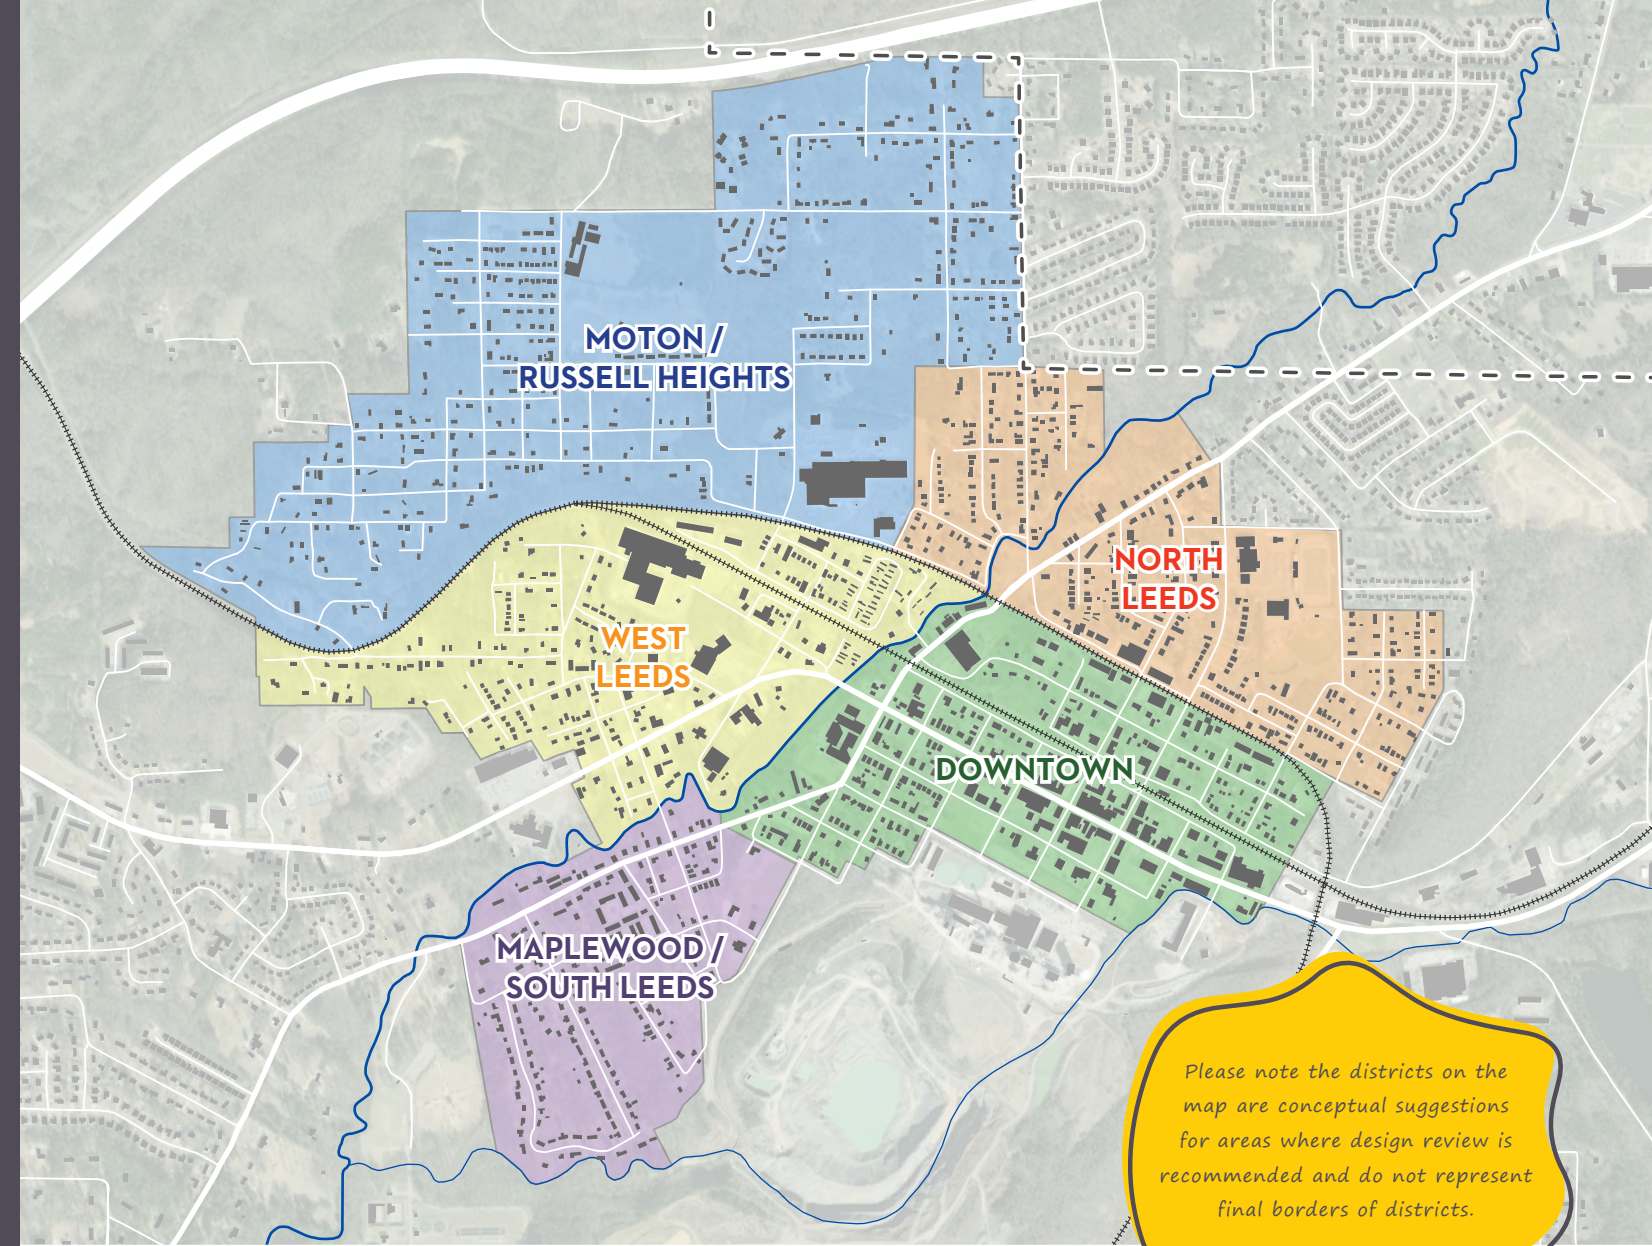 MOTON /
RUSSELL HEIGHTS
NORTH
LEEDS
WEST
LEEDS
DOWNTOWN
MAPLEWOOD /
SOUTH LEEDS
Please note the districts on the
map are conceptual suggestions
for areas where design review is
recommended and do not represent
final borders of districts.